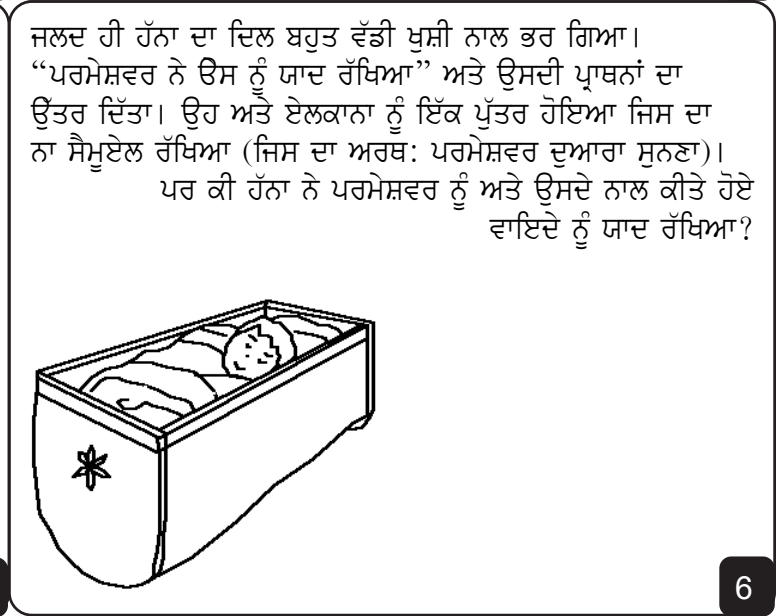 ਜਲਦ ਹੀ ਹੱਨਾ ਦਾ ਦਿਲ ਬਹੁਤ ਵੱਡੀ ਖੁਸ਼ੀ ਨਾਲ ਭਰ ਗਿਆ।
“ਪਰਮੇਸ਼ਵਰ ਨੇ ਓਸ ਨੂੰ ਯਾਦ ਰੱਖਿਆ” ਅਤੇ ਉਸਦੀ ਪ੍ਰਾਥਨਾਂ ਦਾ
ਉੱਤਰ ਦਿੱਤਾ। ਉਹ ਅਤੇ ਏਲਕਾਨਾ ਨੂੰ ਇੱਕ ਪੁੱਤਰ ਹੋਇਆ ਜਿਸ ਦਾ
ਨਾ ਸੈਮੂਏਲ ਰੱਖਿਆ (ਜਿਸ ਦਾ ਅਰਥ: ਪਰਮੇਸ਼ਵਰ ਦੁਆਰਾ ਸੁਨਣਾ)।
ਪਰ ਕੀ ਹੱਨਾ ਨੇ ਪਰਮੇਸ਼ਵਰ ਨੂੰ ਅਤੇ ਉਸਦੇ ਨਾਲ ਕੀਤੇ ਹੋਏ
ਵਾਇਦੇ ਨੂੰ ਯਾਦ ਰੱਖਿਆ?
6